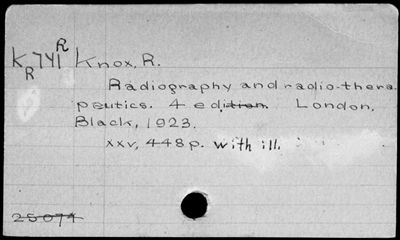 K R 741 R Knox, R.
Radiography and radio-thera
peutics. 4 edition. London,
Black, 1923.
xxv, 448 p. with ill.
25074